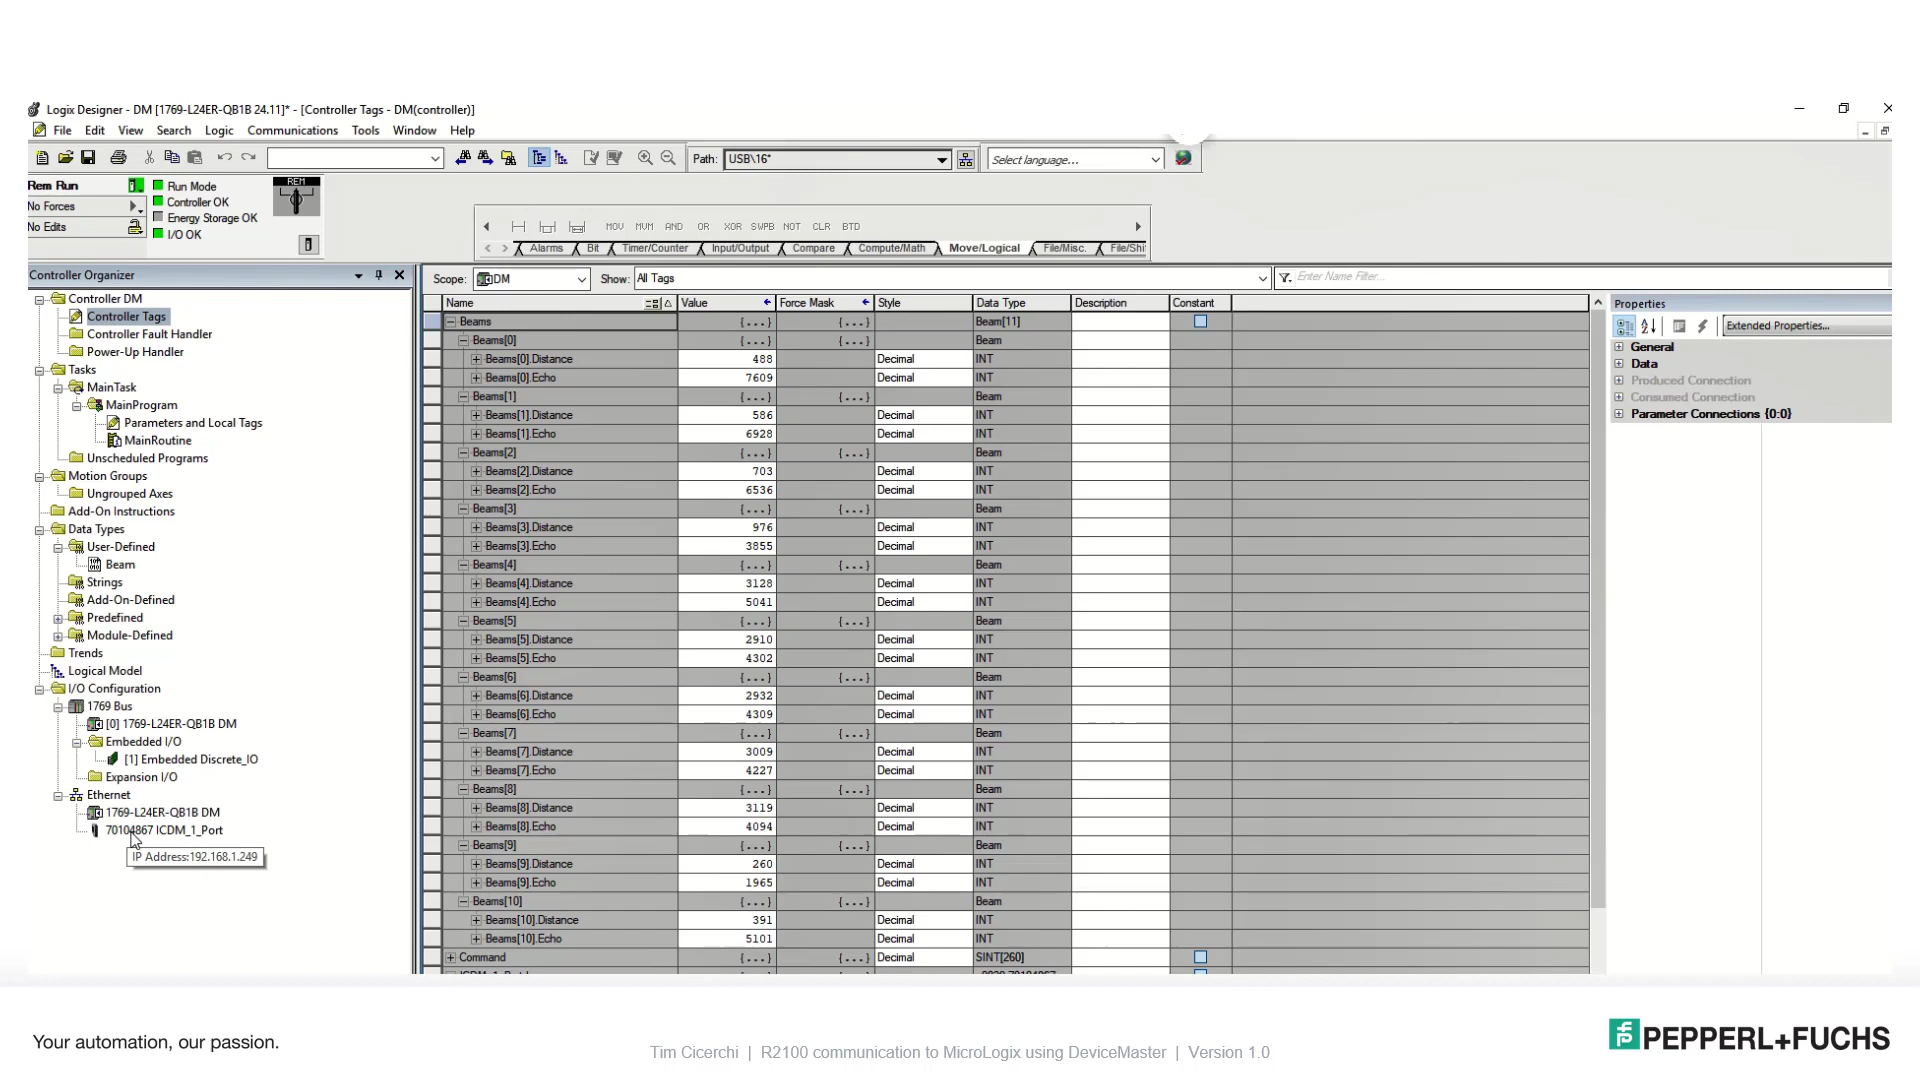 Logix Designer - DM [1769-L24ER-QB1B 24.11]* - [Controller Tags - DM(controller)]
File Edit View Search Logic Communications Tools Window Help
Path: USB\16* Select language...
Rem Run Run Mode REM
No Forces Controller OK
No Edits Energy Storage OK
I/O OK
MOV MVM AND OR XOR SWPB NOT CLR BTD
Alarms Bit Timer/Counter Input/Output Compare Compute/Math Move/Logical File/Misc. File/Shi
Controller Organizer
Controller DM
Controller Tags
Controller Fault Handler
Power-Up Handler
Tasks
MainTask
MainProgram
Parameters and Local Tags
MainRoutine
Unscheduled Programs
Motion Groups
Ungrouped Axes
Add-On Instructions
Data Types
User-Defined
Beam
Strings
Add-On-Defined
Predefined
Module-Defined
Trends
Logical Model
I/O Configuration
1769 Bus
[0] 1769-L24ER-QB1B DM
Embedded I/O
[1] Embedded Discrete_IO
Expansion I/O
Ethernet
1769-L24ER-QB1B DM
70104867 ICDM_1_Port
IP Address:192.168.1.249
Scope: DM Show: All Tags Enter Name Filter...
Name Value Force Mask Style Data Type Description Constant
Beams {...} {...} Beam[11]
Beams[0] {...} {...} Beam
Beams[0].Distance 488 Decimal INT
Beams[0].Echo 7609 Decimal INT
Beams[1] {...} {...} Beam
Beams[1].Distance 586 Decimal INT
Beams[1].Echo 6928 Decimal INT
Beams[2] {...} {...} Beam
Beams[2].Distance 703 Decimal INT
Beams[2].Echo 6536 Decimal INT
Beams[3] {...} {...} Beam
Beams[3].Distance 976 Decimal INT
Beams[3].Echo 3855 Decimal INT
Beams[4] {...} {...} Beam
Beams[4].Distance 3128 Decimal INT
Beams[4].Echo 5041 Decimal INT
Beams[5] {...} {...} Beam
Beams[5].Distance 2910 Decimal INT
Beams[5].Echo 4302 Decimal INT
Beams[6] {...} {...} Beam
Beams[6].Distance 2932 Decimal INT
Beams[6].Echo 4309 Decimal INT
Beams[7] {...} {...} Beam
Beams[7].Distance 3009 Decimal INT
Beams[7].Echo 4227 Decimal INT
Beams[8] {...} {...} Beam
Beams[8].Distance 3119 Decimal INT
Beams[8].Echo 4094 Decimal INT
Beams[9] {...} {...} Beam
Beams[9].Distance 260 Decimal INT
Beams[9].Echo 1965 Decimal INT
Beams[10] {...} {...} Beam
Beams[10].Distance 391 Decimal INT
Beams[10].Echo 5101 Decimal INT
Command {...} {...} Decimal SINT[260]
Properties
Extended Properties...
General
Data
Produced Connection
Consumed Connection
Parameter Connections {0:0}
Your automation, our passion.
Tim Cicerchi | R2100 communication to MicroLogix using DeviceMaster | Version 1.0
PEPPERL+FUCHS